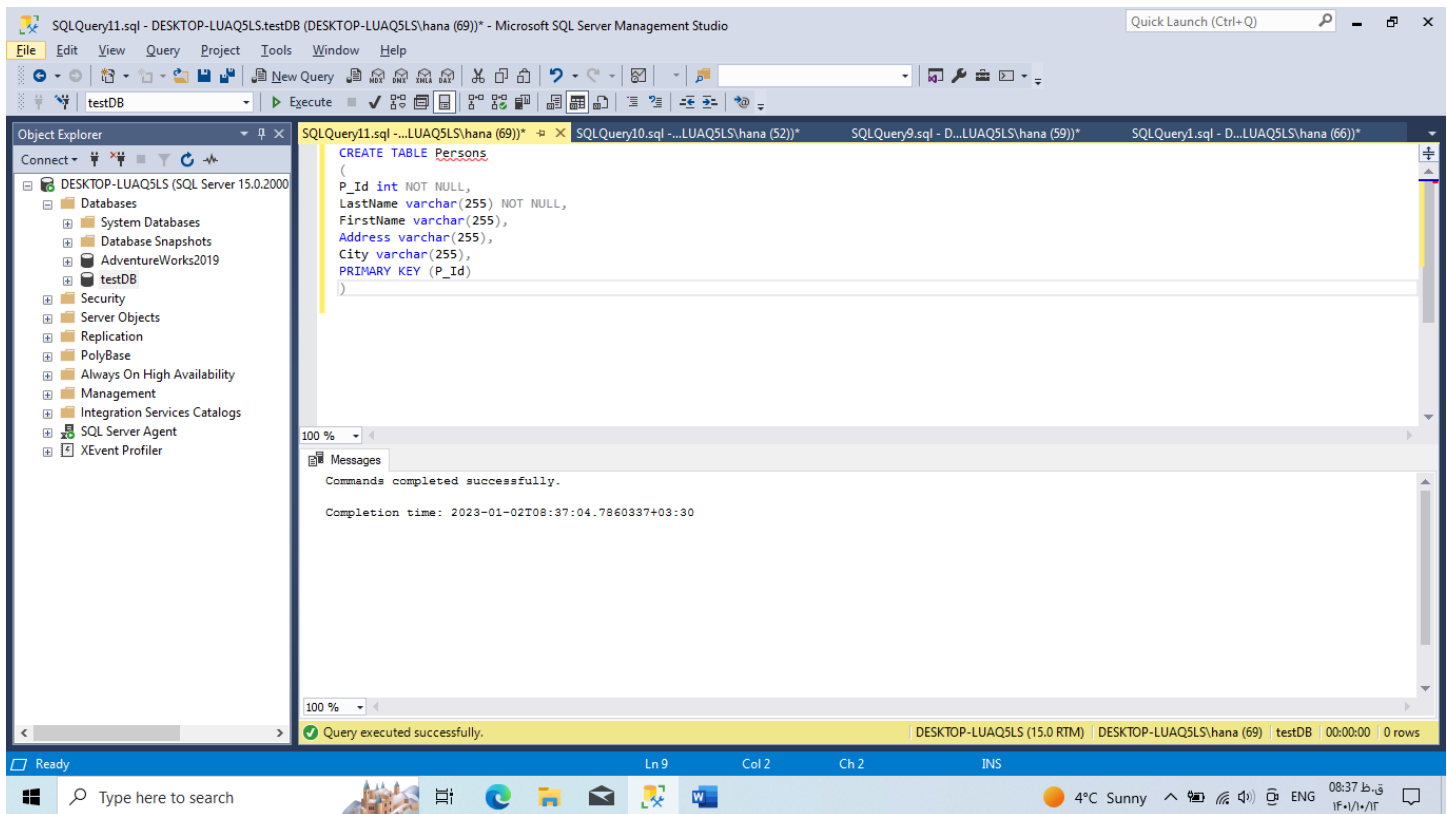 SQLQuery11.sql - DESKTOP-LUAQ5LS.testDB (DESKTOP-LUAQ5LS\hana (69))* - Microsoft SQL Server Management Studio
Quick Launch (Ctrl+Q)
File Edit View Query Project Tools Window Help
New Query MDX DMX XMLA DAX
testDB Execute
Object Explorer
SQLQuery11.sql -...LUAQ5LS\hana (69))* SQLQuery10.sql -...LUAQ5LS\hana (52))* SQLQuery9.sql - D...LUAQ5LS\hana (59))* SQLQuery1.sql - D...LUAQ5LS\hana (66))*
Connect
DESKTOP-LUAQ5LS (SQL Server 15.0.2000
Databases
System Databases
Database Snapshots
AdventureWorks2019
testDB
Security
Server Objects
Replication
PolyBase
Always On High Availability
Management
Integration Services Catalogs
SQL Server Agent
XEvent Profiler
CREATE TABLE Persons
(
P_Id int NOT NULL,
LastName varchar(255) NOT NULL,
FirstName varchar(255),
Address varchar(255),
City varchar(255),
PRIMARY KEY (P_Id)
)
100 %
Messages
Commands completed successfully.
Completion time: 2023-01-02T08:37:04.7860337+03:30
100 %
Query executed successfully.
DESKTOP-LUAQ5LS (15.0 RTM) DESKTOP-LUAQ5LS\hana (69) testDB 00:00:00 0 rows
Ready Ln 9 Col 2 Ch 2 INS
Type here to search
4°C Sunny ENG
08:37 ق.ظ
۱۴۰۱/۱۰/۱۲